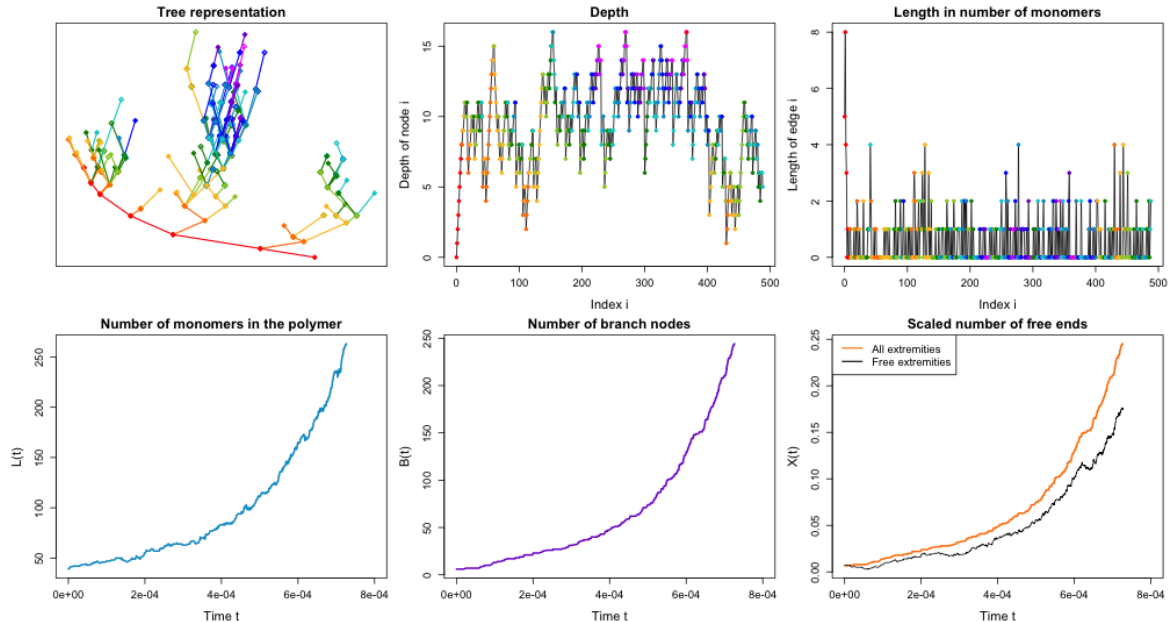 Tree representation
Depth
Depth of node i
15
10
5
0
0 100 200 300 400 500
Index i
Length in number of monomers
Length of edge i
8
6
4
2
0
0 100 200 300 400 500
Index i
Number of monomers in the polymer
L(t)
250
200
150
100
50
0e+00 2e-04 4e-04 6e-04 8e-04
Time t
Number of branch nodes
B(t)
250
200
150
100
50
0
0e+00 2e-04 4e-04 6e-04 8e-04
Time t
Scaled number of free ends
X(t)
0.25
0.20
0.15
0.10
0.05
0.00
All extremities
Free extremities
0e+00 2e-04 4e-04 6e-04 8e-04
Time t